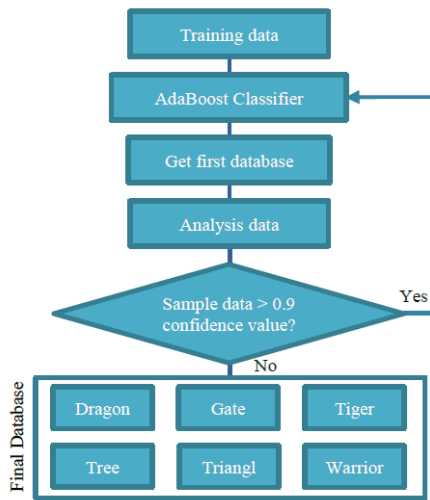 Training data
AdaBoost Classifier
Get first database
Analysis data
Sample data > 0.9
confidence value?
Yes
No
Final Database
Dragon
Gate
Tiger
Tree
Triangl
Warrior